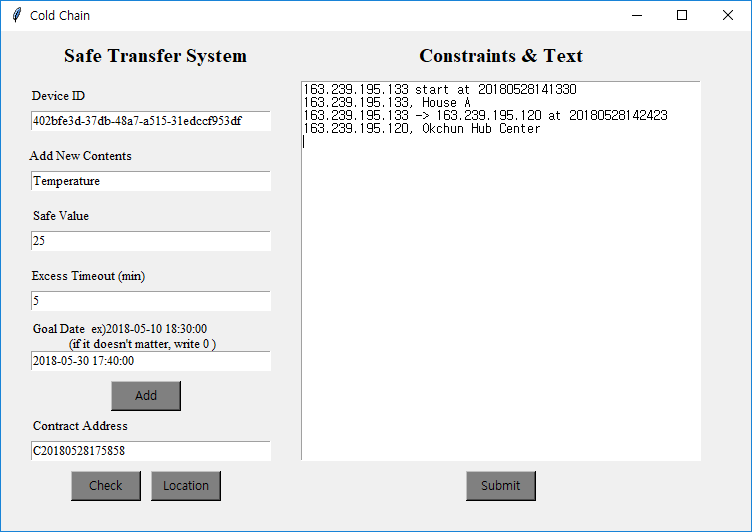 Cold Chain
Safe Transfer System
Device ID
402bfe3d-37db-48a7-a515-31edccf953df
Add New Contents
Temperature
Safe Value
25
Excess Timeout (min)
5
Goal Date  ex)2018-05-10 18:30:00
(if it doesn't matter, write 0 )
2018-05-30 17:40:00
Add
Contract Address
C20180528175858
Check
Location
Constraints & Text
163.239.195.133 start at 20180528141330
163.239.195.133, House A
163.239.195.133 -> 163.239.195.120 at 20180528142423
163.239.195.120, Okchun Hub Center
Submit